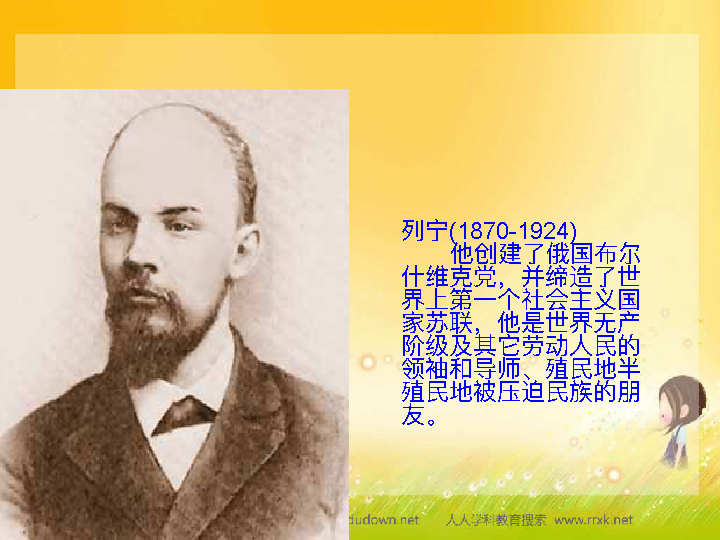 列宁(1870-1924)
他创建了俄国布尔
什维克党，并缔造了世
界上第一个社会主义国
家苏联，他是世界无产
阶级及其它劳动人民的
领袖和导师、殖民地半
殖民地被压迫民族的朋
友。
dudown.net 人人学科教育搜索 www.rrxk.net